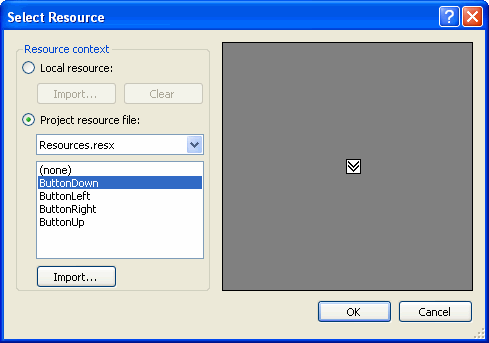 Select Resource
Resource context
Local resource:
Import... Clear
Project resource file:
Resources.resx
(none)
ButtonDown
ButtonLeft
ButtonRight
ButtonUp
Import...
OK Cancel